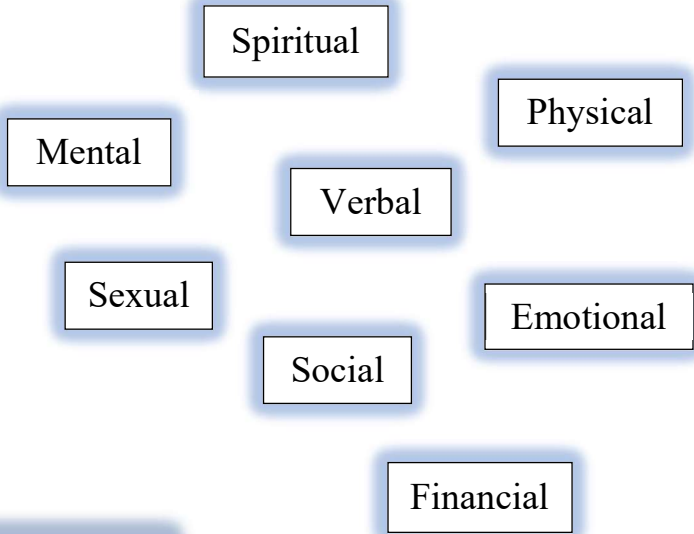 Spiritual
Physical
Mental
Verbal
Sexual
Emotional
Social
Financial